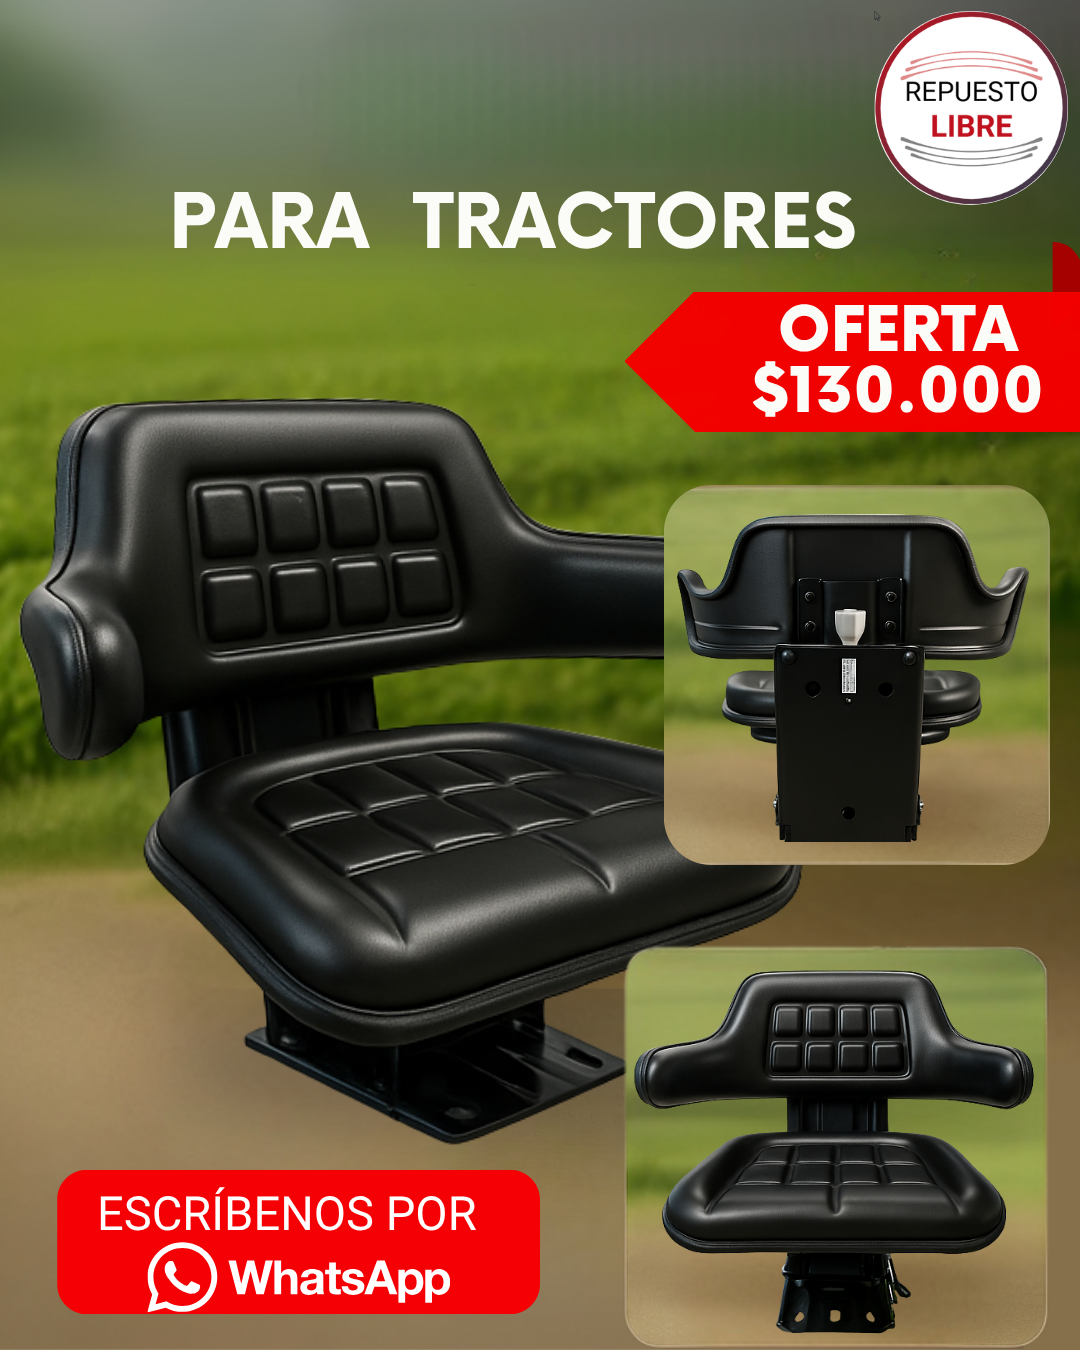 REPUESTO
LIBRE
PARA TRACTORES
OFERTA
$130.000
ESCRÍBENOS POR
WhatsApp